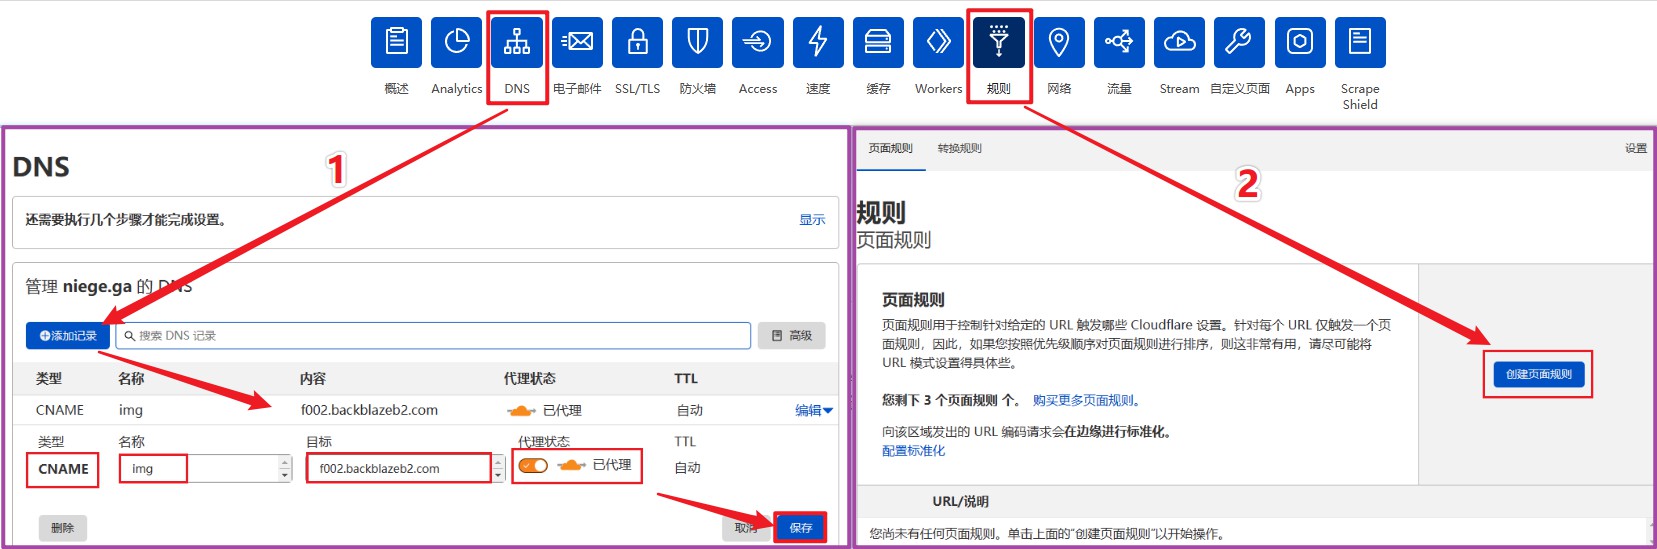 概述 Analytics DNS 电子邮件 SSL/TLS 防火墙 Access 速度 缓存 Workers 规则 网络 流量 Stream 自定义页面 Apps Scrape Shield
1
DNS
还需要执行几个步骤才能完成设置。 显示
管理 niege.ga 的 DNS
添加记录 搜索 DNS 记录 高级
类型 名称 内容 代理状态 TTL
CNAME img f002.backblazeb2.com 已代理 自动 编辑
类型 名称 目标 代理状态 TTL
CNAME img f002.backblazeb2.com 已代理 自动
删除 取消 保存
2
页面规则 转换规则 设置
规则
页面规则
页面规则
页面规则用于控制针对给定的 URL 触发哪些 Cloudflare 设置。针对每个 URL 仅触发一个页
面规则，因此，如果您按照优先级顺序对页面规则进行排序，则这非常有用，请尽可能将
URL 模式设置得具体些。
创建页面规则
您剩下 3 个页面规则 个。 购买更多页面规则。
向该区域发出的 URL 编码请求会在边缘进行标准化。
配置标准化
URL/说明
您尚未有任何页面规则。单击上面的“创建页面规则”以开始操作。